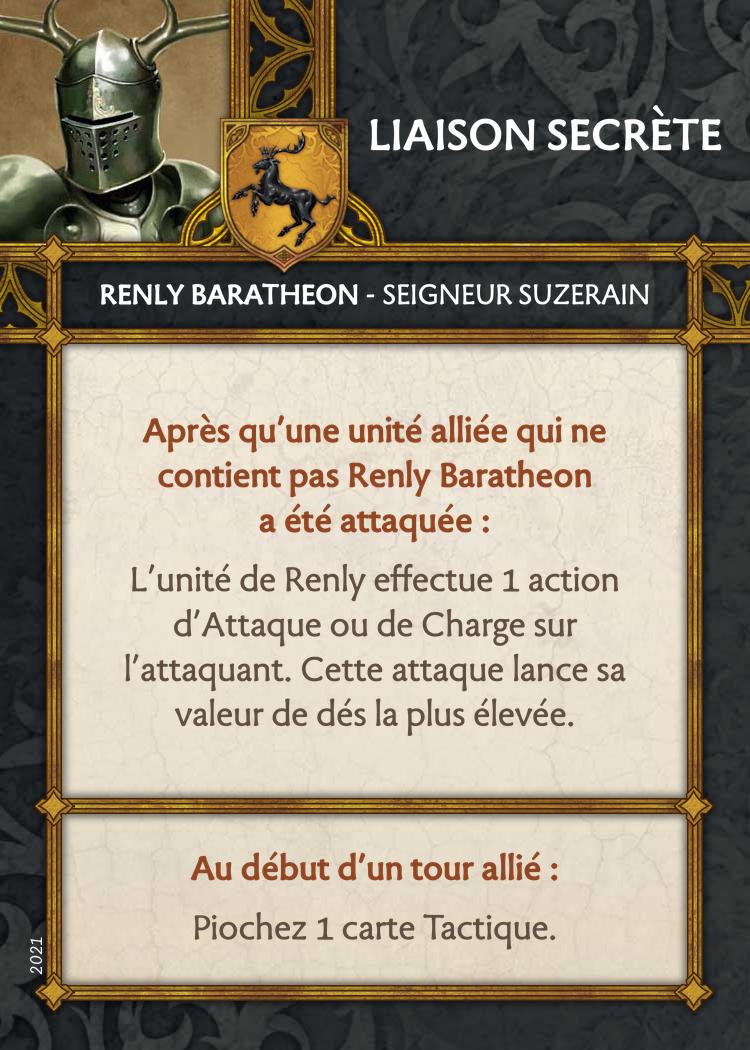 LIAISON SECRÈTE
RENLY BARATHEON - SEIGNEUR SUZERAIN
Après qu'une unité alliée qui ne
contient pas Renly Baratheon
a été attaquée :
L'unité de Renly effectue 1 action
d'Attaque ou de Charge sur
l'attaquant. Cette attaque lance sa
valeur de dés la plus élevée.
Au début d'un tour allié :
Piochez 1 carte Tactique.
2021